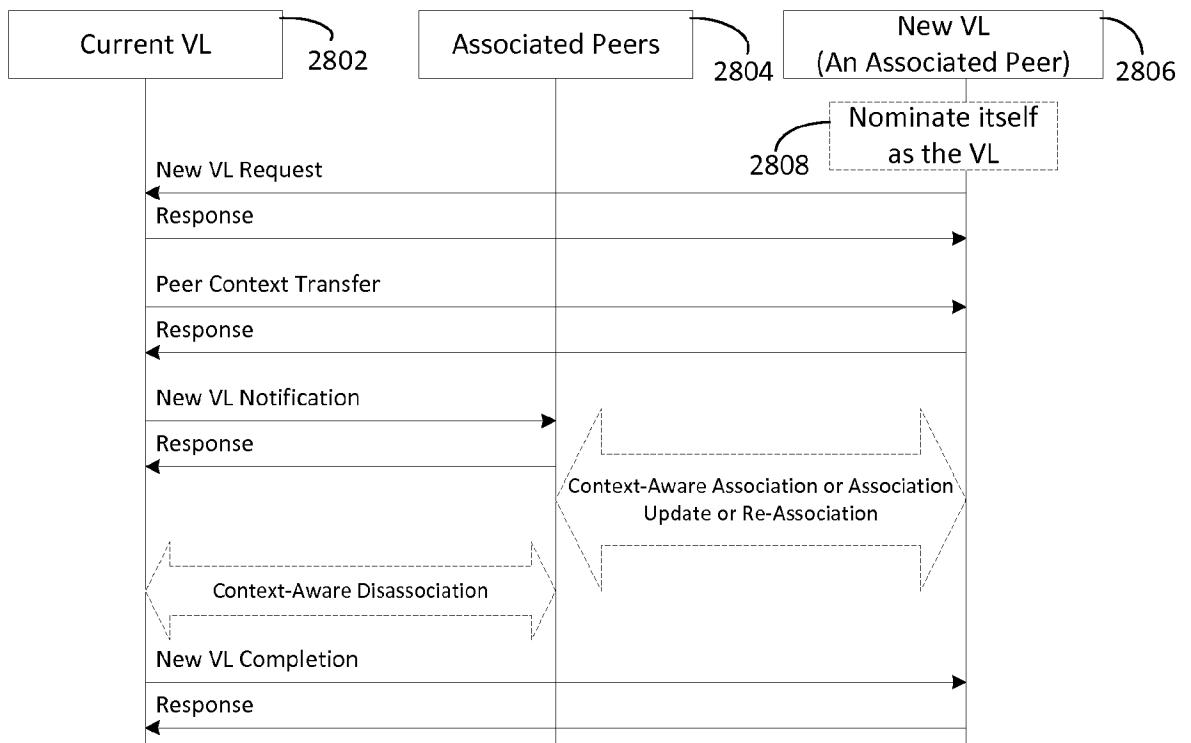 Current VL
2802
Associated Peers
2804
New VL
(An Associated Peer)
2806
Nominate itself
as the VL
2808
New VL Request
Response
Peer Context Transfer
Response
New VL Notification
Response
Context-Aware Association or Association
Update or Re-Association
Context-Aware Disassociation
New VL Completion
Response